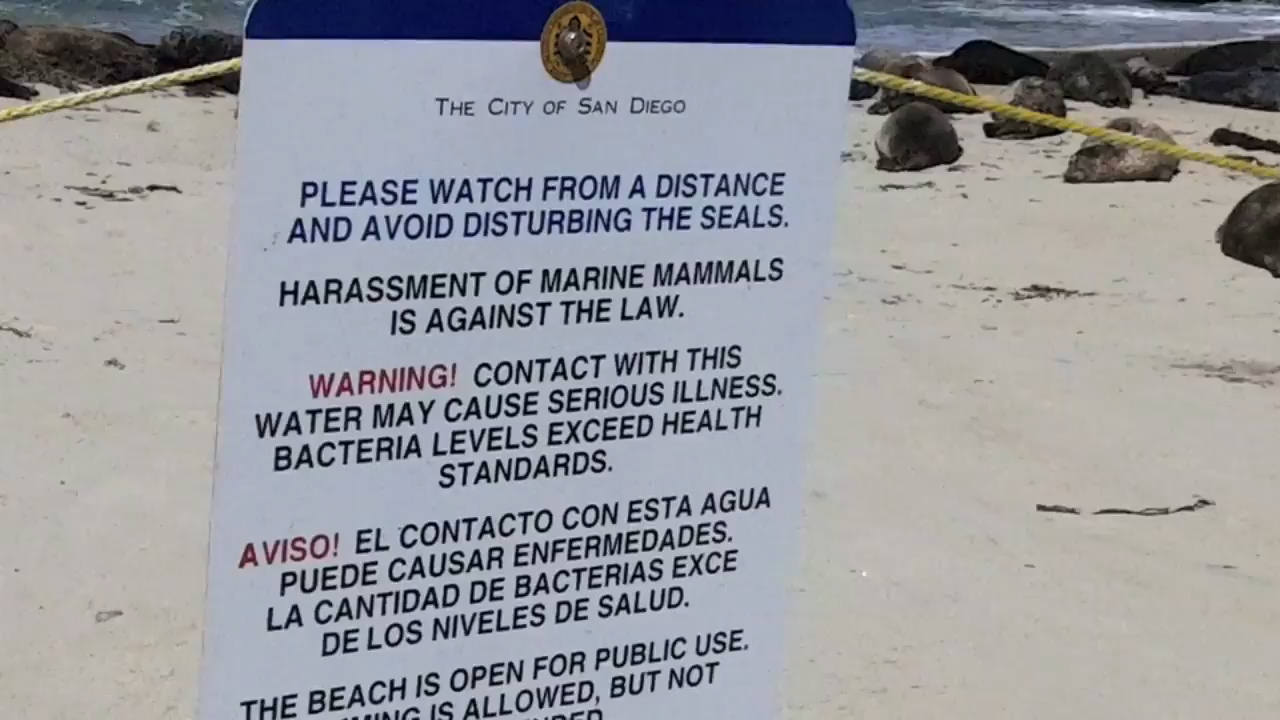 THE CITY OF SAN DIEGO
PLEASE WATCH FROM A DISTANCE
AND AVOID DISTURBING THE SEALS.
HARASSMENT OF MARINE MAMMALS
IS AGAINST THE LAW.
WARNING! CONTACT WITH THIS
WATER MAY CAUSE SERIOUS ILLNESS.
BACTERIA LEVELS EXCEED HEALTH
STANDARDS.
AVISO! EL CONTACTO CON ESTA AGUA
PUEDE CAUSAR ENFERMEDADES.
LA CANTIDAD DE BACTERIAS EXCE
DE LOS NIVELES DE SALUD.
THE BEACH IS OPEN FOR PUBLIC USE.
IS ALLOWED, BUT NOT